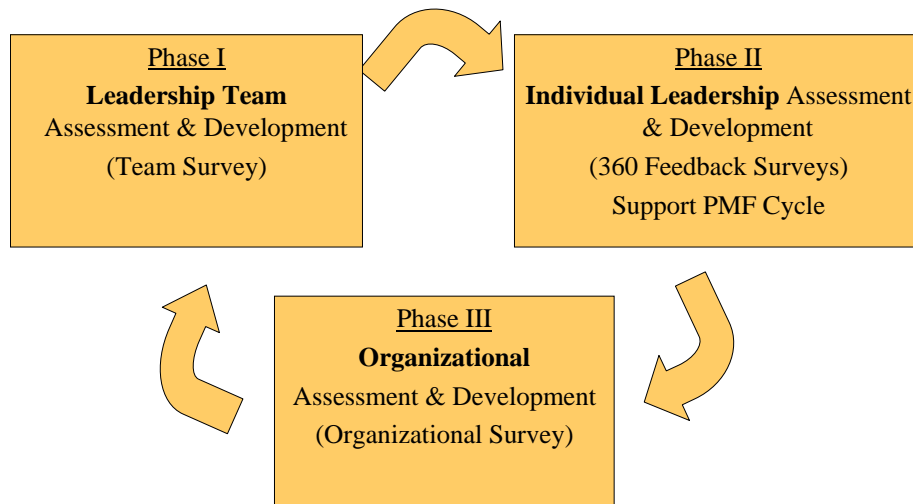 Phase I
Leadership Team
Assessment & Development
(Team Survey)
Phase II
Individual Leadership Assessment
& Development
(360 Feedback Surveys)
Support PMF Cycle
Phase III
Organizational
Assessment & Development
(Organizational Survey)